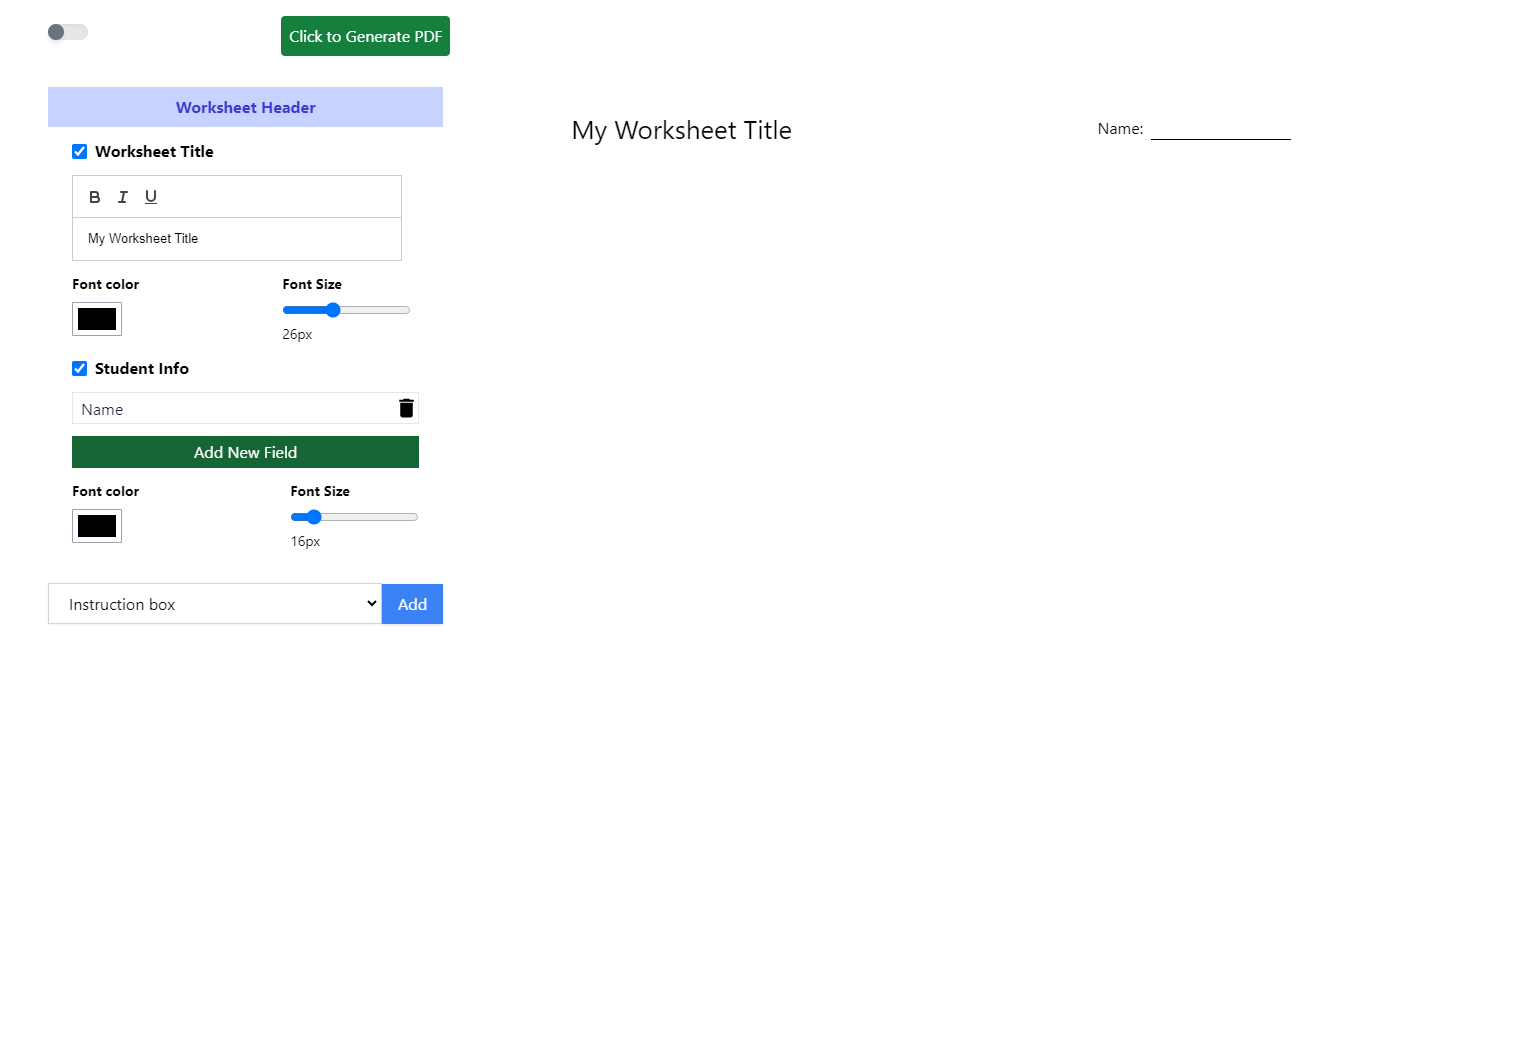 Click to Generate PDF
Worksheet Header
Worksheet Title
B I U
My Worksheet Title
Font color
Font Size
26px
Student Info
Name
Add New Field
Font color
Font Size
16px
Instruction box
Add
My Worksheet Title
Name: